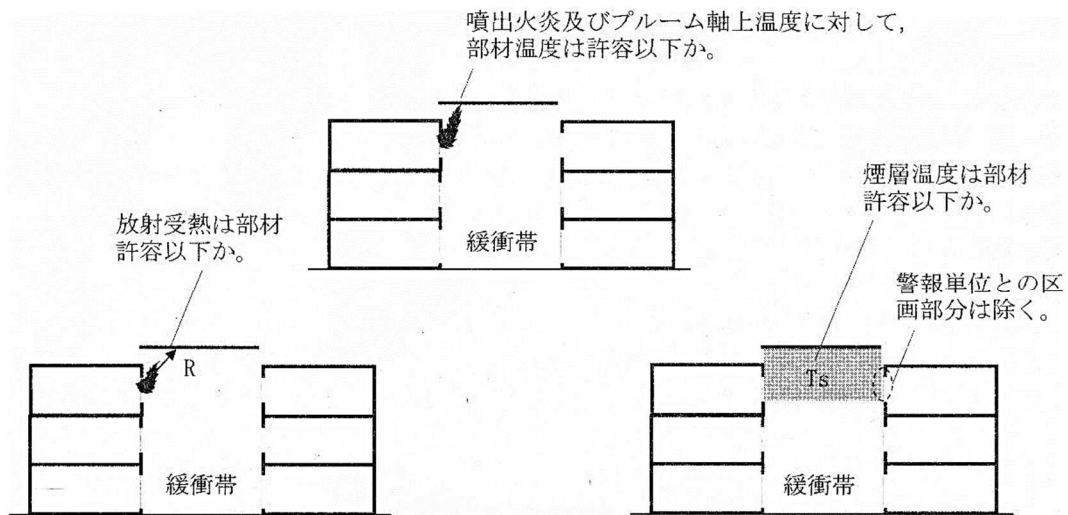 噴出火炎及びプルーム軸上温度に対して,
部材温度は許容以下か。
緩衝帯
放射受熱は部材
許容以下か。
R
緩衝帯
煙層温度は部材
許容以下か。
警報単位との区
画部分は除く。
Ts
緩衝帯